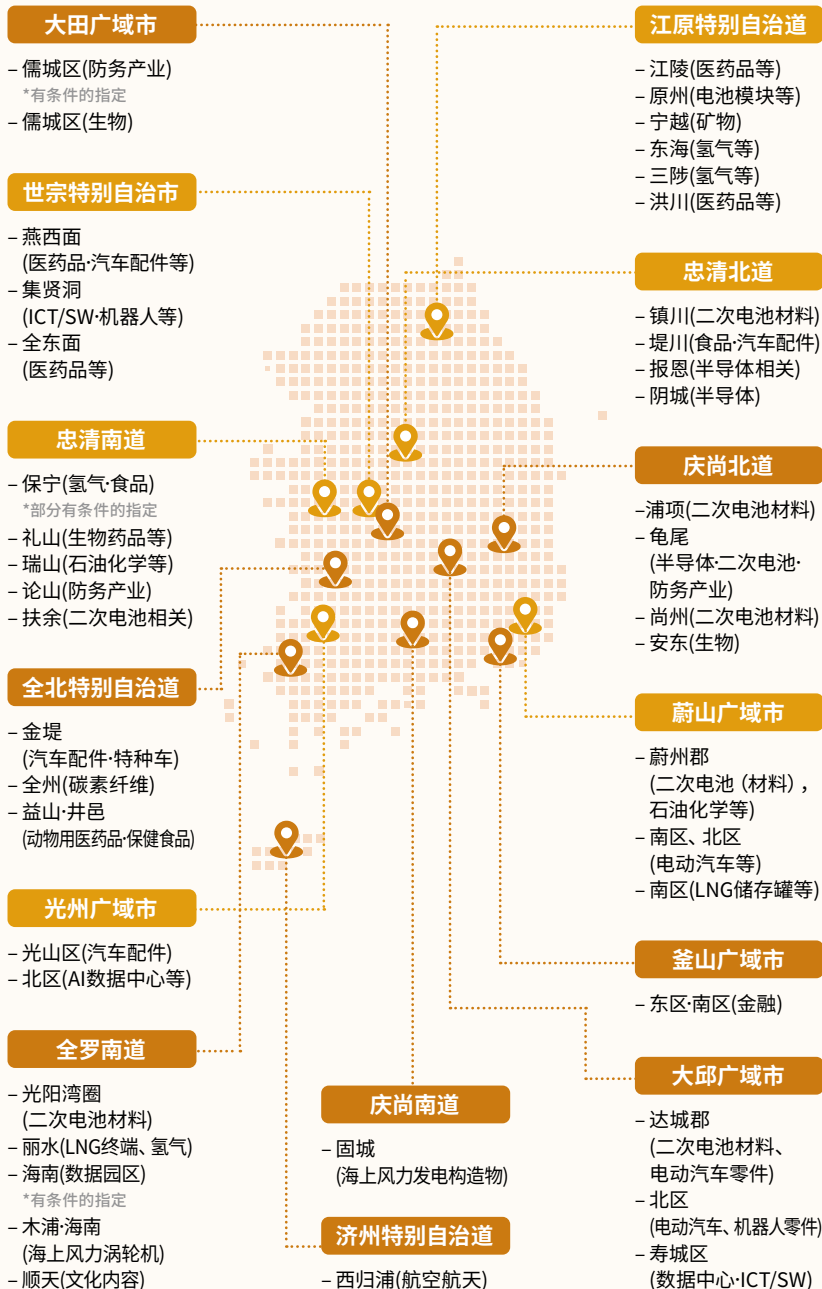 大田广域市
– 儒城区(防务产业)
*有条件的指定
– 儒城区(生物)
世宗特别自治市
– 燕西面
(医药品·汽车配件等)
– 集贤洞
(ICT/SW·机器人等)
– 全东面
(医药品等)
忠清南道
– 保宁(氢气·食品)
*部分有条件的指定
– 礼山(生物药品等)
– 瑞山(石油化学等)
– 论山(防务产业)
– 扶余(二次电池相关)
全北特别自治道
– 金堤
(汽车配件·特种车)
– 全州(碳素纤维)
– 益山·井邑
(动物用医药品·保健食品)
光州广域市
– 光山区(汽车配件)
– 北区(AI数据中心等)
全罗南道
– 光阳湾圈
(二次电池材料)
– 丽水(LNG终端、氢气)
– 海南(数据园区)
*有条件的指定
– 木浦·海南
(海上风力涡轮机)
– 顺天(文化内容)
庆尚南道
– 固城
(海上风力发电构造物)
济州特别自治道
– 西归浦(航空航天)
江原特别自治道
– 江陵(医药品等)
– 原州(电池模块等)
– 宁越(矿物)
– 东海(氢气等)
– 三陟(氢气等)
– 洪川(医药品等)
忠清北道
– 镇川(二次电池材料)
– 堤川(食品·汽车配件)
– 报恩(半导体相关)
– 阴城(半导体)
庆尚北道
–浦项(二次电池材料)
– 龟尾
(半导体·二次电池·
防务产业)
– 尚州(二次电池材料)
– 安东(生物)
蔚山广域市
– 蔚州郡
(二次电池（材料），
石油化学等)
– 南区、北区
(电动汽车等)
– 南区(LNG储存罐等)
釜山广域市
– 东区·南区(金融)
大邱广域市
– 达城郡
(二次电池材料、
电动汽车零件)
– 北区
(电动汽车、机器人零件)
– 寿城区
(数据中心·ICT/SW)